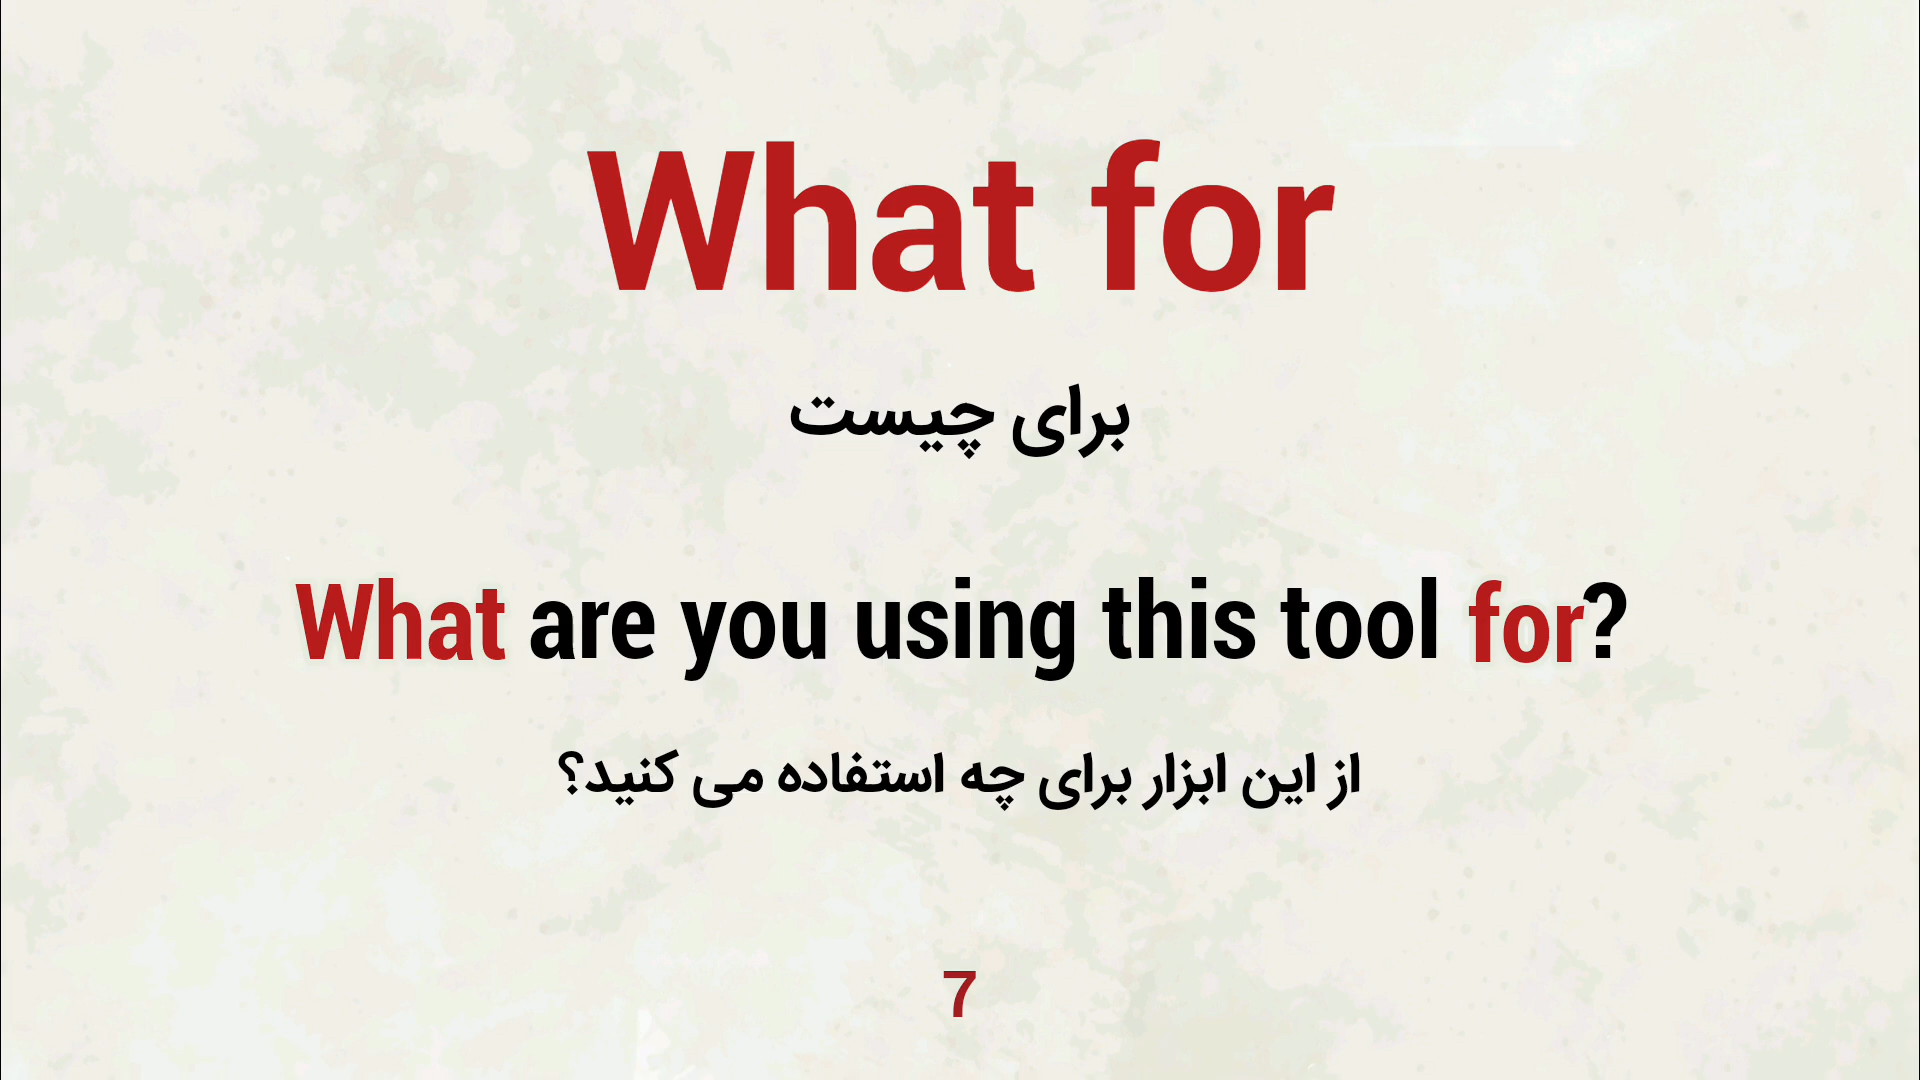 What for
برای چیست
What are you using this tool for?
از این ابزار برای چه استفاده می کنید؟
7